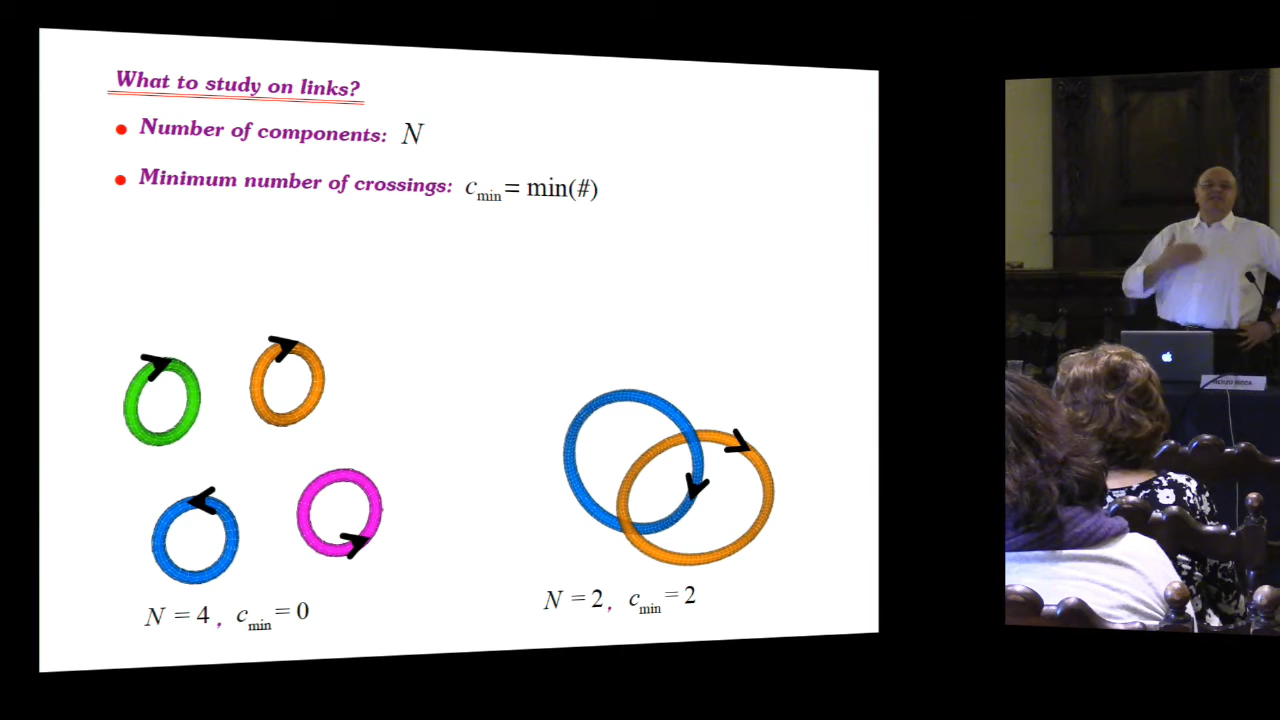 What to study on links?
• Number of components: N
• Minimum number of crossings: c_min = min(#)
N = 4 , c_min = 0
N = 2, c_min = 2
RICCA